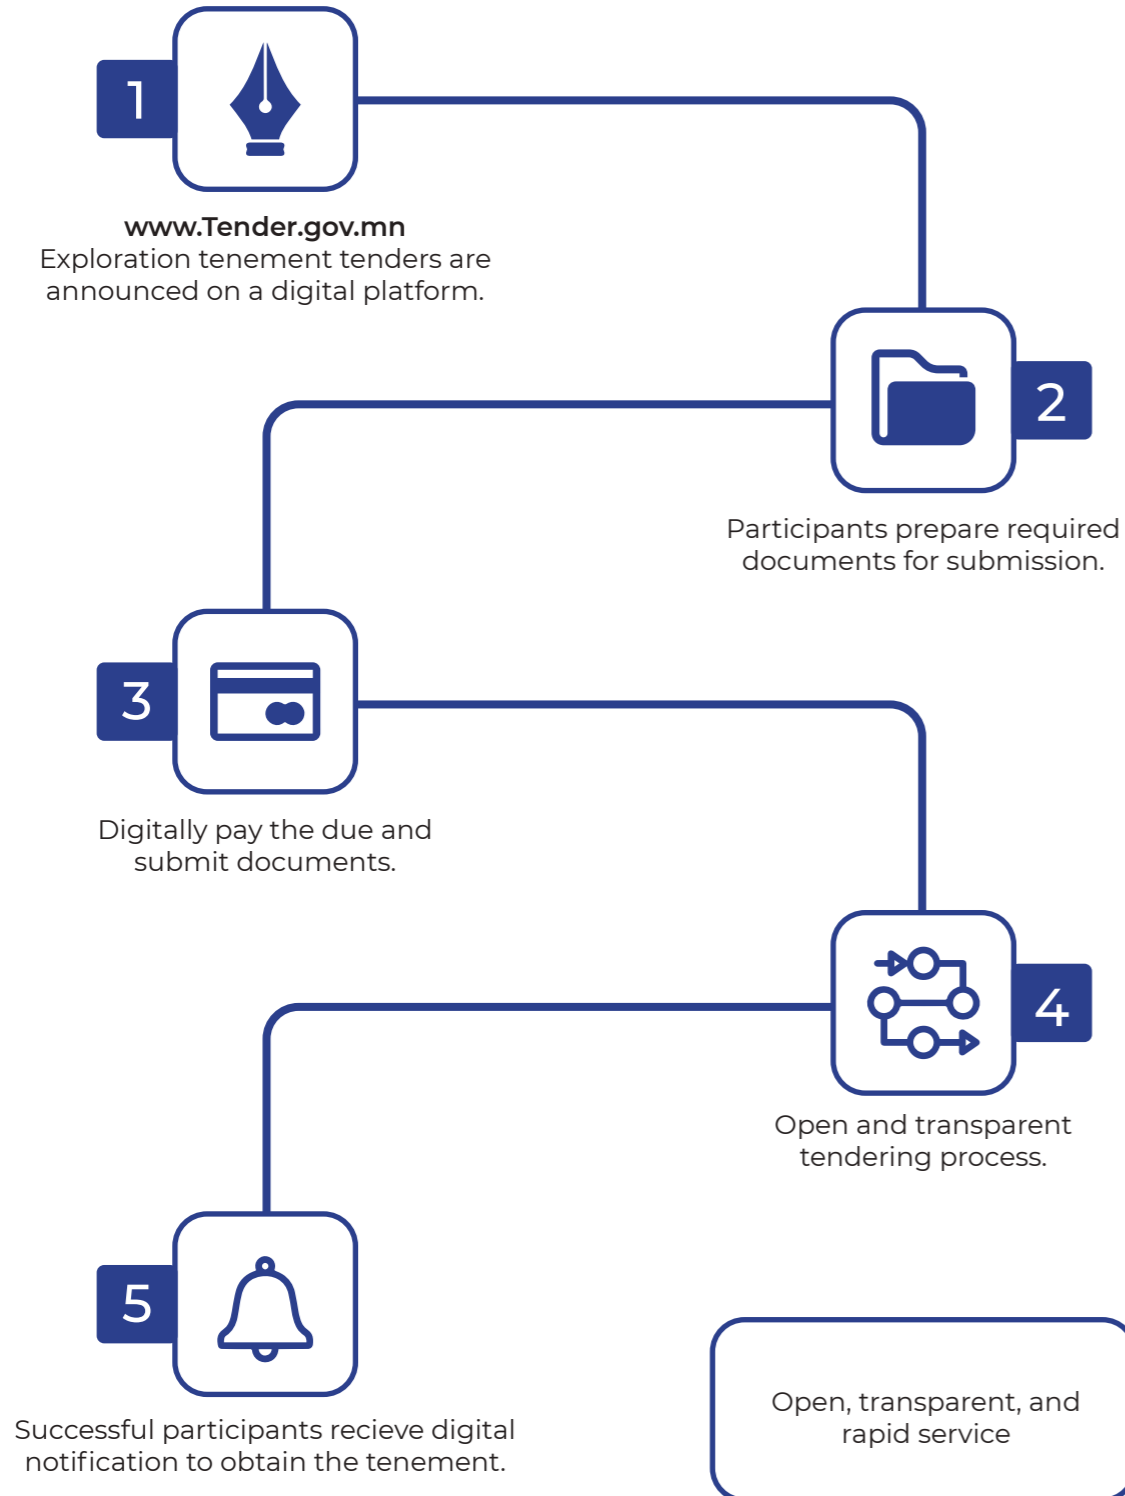 1
www.Tender.gov.mn
Exploration tenement tenders are
announced on a digital platform.
2
Participants prepare required
documents for submission.
3
Digitally pay the due and
submit documents.
4
Open and transparent
tendering process.
5
Successful participants recieve digital
notification to obtain the tenement.
Open, transparent, and
rapid service